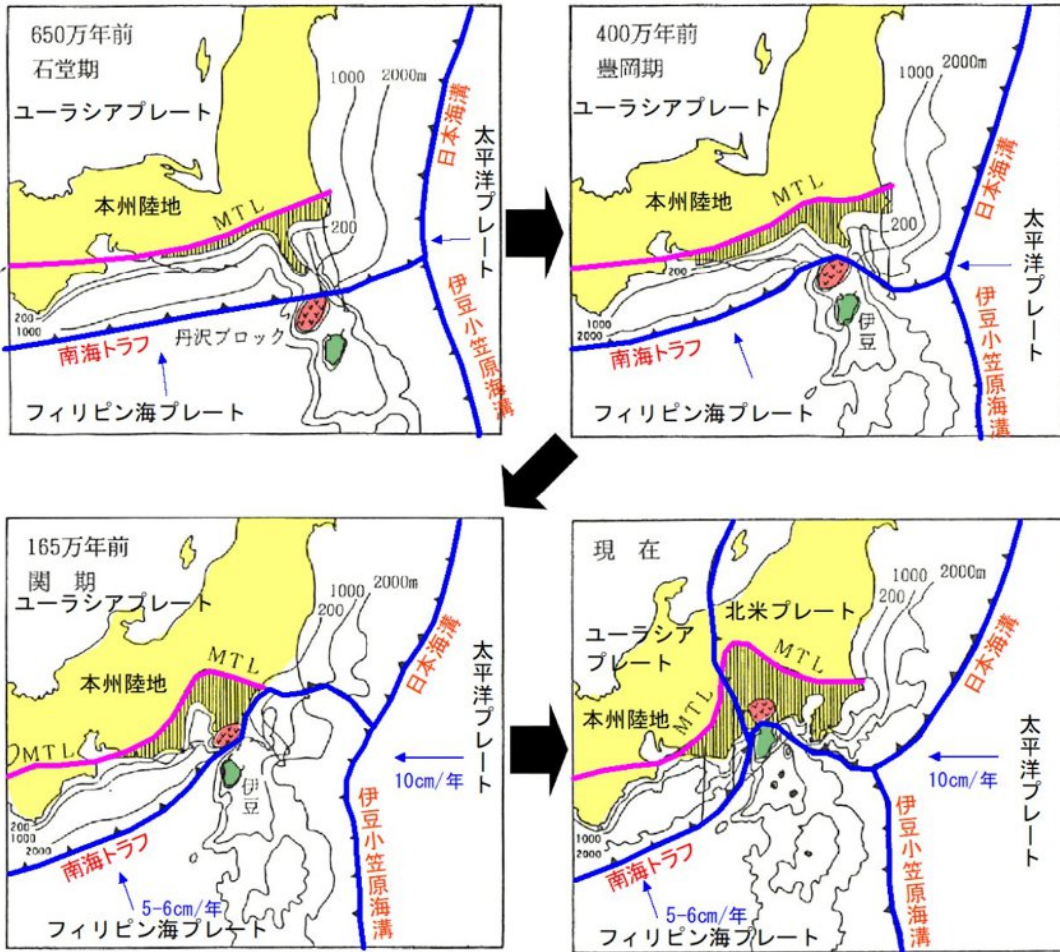 650万年前
石堂期
1000
2000m
ユーラシアプレート
日本海溝
太平洋プレート
本州陸地
MTL
200
200
1000
伊豆小笠原海溝
丹沢ブロック
南海トラフ
フィリピン海プレート
400万年前
豊岡期
1000
2000m
ユーラシアプレート
日本海溝
太平洋プレート
本州陸地
MTL
200
200
1000
2000
伊豆
伊豆小笠原海溝
南海トラフ
フィリピン海プレート
165万年前
関期
ユーラシアプレート
200
1000
2000m
日本海溝
太平洋プレート
MTL
本州陸地
MTL
10cm/年
伊豆
200
1000
2000
伊豆小笠原海溝
南海トラフ
5-6cm/年
フィリピン海プレート
現在
北米プレート
200
1000
2000m
ユーラシア
プレート
MTL
日本海溝
本州陸地
MTL
太平洋プレート
10cm/年
1000
2000
伊豆小笠原海溝
南海トラフ
5-6cm/年
フィリピン海プレート